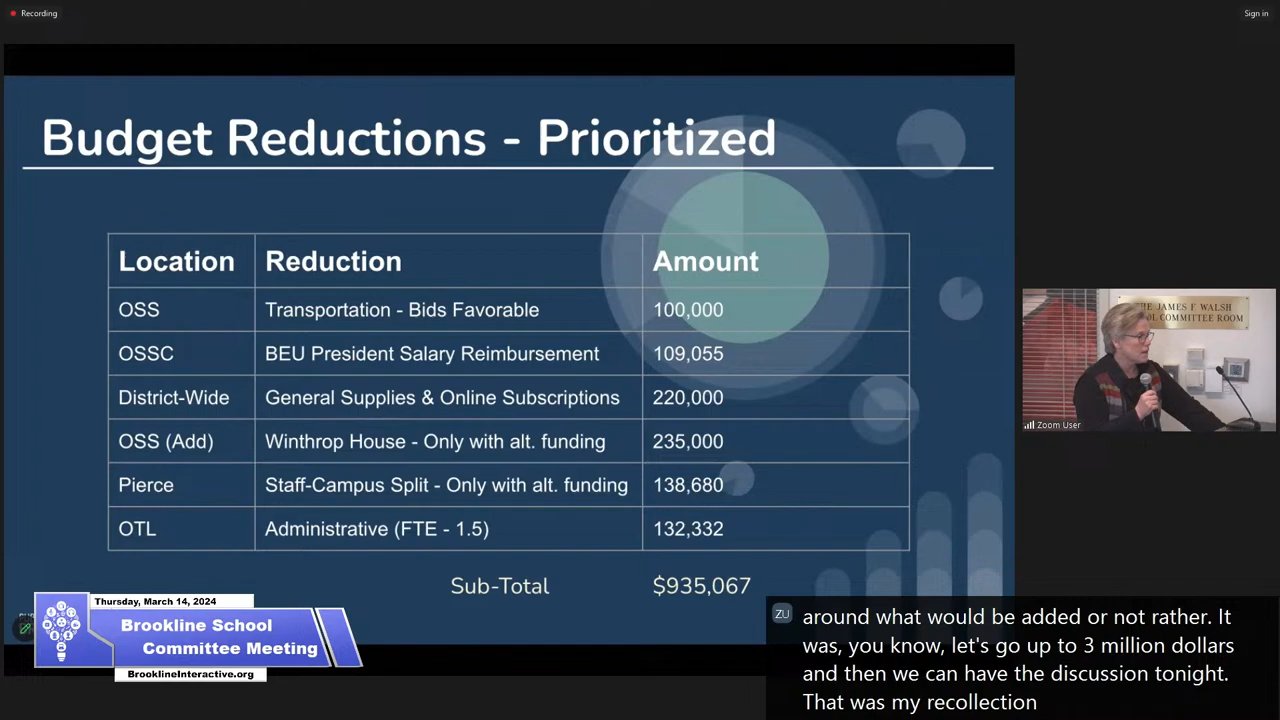 Recording
Sign in
Budget Reductions - Prioritized
Location Reduction Amount
OSS Transportation - Bids Favorable 100,000
OSSC BEU President Salary Reimbursement 109,055
District-Wide General Supplies & Online Subscriptions 220,000
OSS (Add) Winthrop House - Only with alt. funding 235,000
Pierce Staff-Campus Split - Only with alt. funding 138,680
OTL Administrative (FTE - 1.5) 132,332
Sub-Total $935,067
THE JAMES F. WALSH
COMMITTEE ROOM
Zoom User
Thursday, March 14, 2024
Brookline School
Committee Meeting
BrooklineInteractive.org
ZU
around what would be added or not rather. It
was, you know, let's go up to 3 million dollars
and then we can have the discussion tonight.
That was my recollection